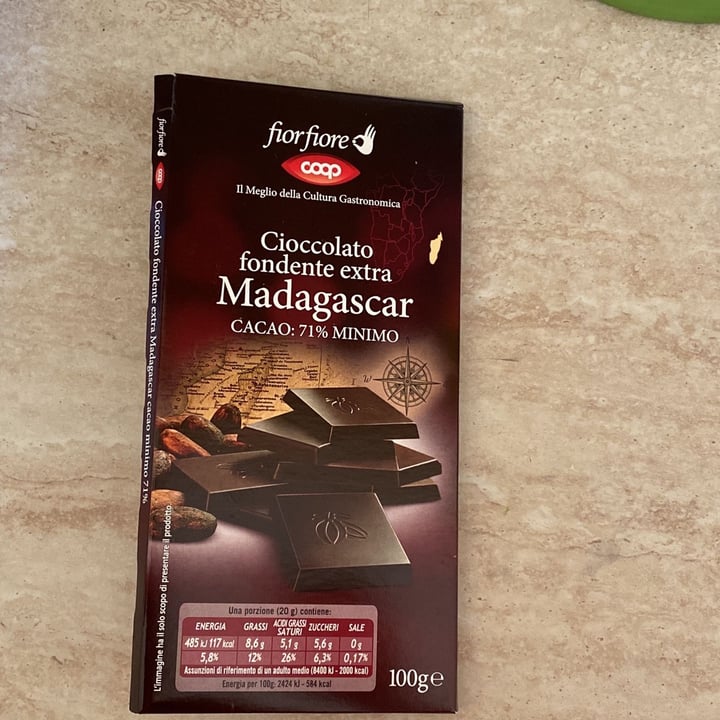 fiorfiore
coop
Il Meglio della Cultura Gastronomica
Cioccolato
fondente extra
Madagascar
CACAO: 71% MINIMO
W
Una porzione (20 g) contiene:
ENERGIA GRASSI ACIDI GRASSI SATURI ZUCCHERI SALE
485 kJ 117 kcal 8,6 g 5,1 g 5,6 g 0 g
5,8% 12% 26% 6,3% 0,17%
Assunzioni di riferimento di un adulto medio (8400 kJ - 2000 kcal)
Energia per 100g: 2424 kJ - 584 kcal
100g e
fiorfiore
coop
Cioccolato fondente extra Madagascar cacao minimo 71%
L'immagine ha il solo scopo di presentare il prodotto.